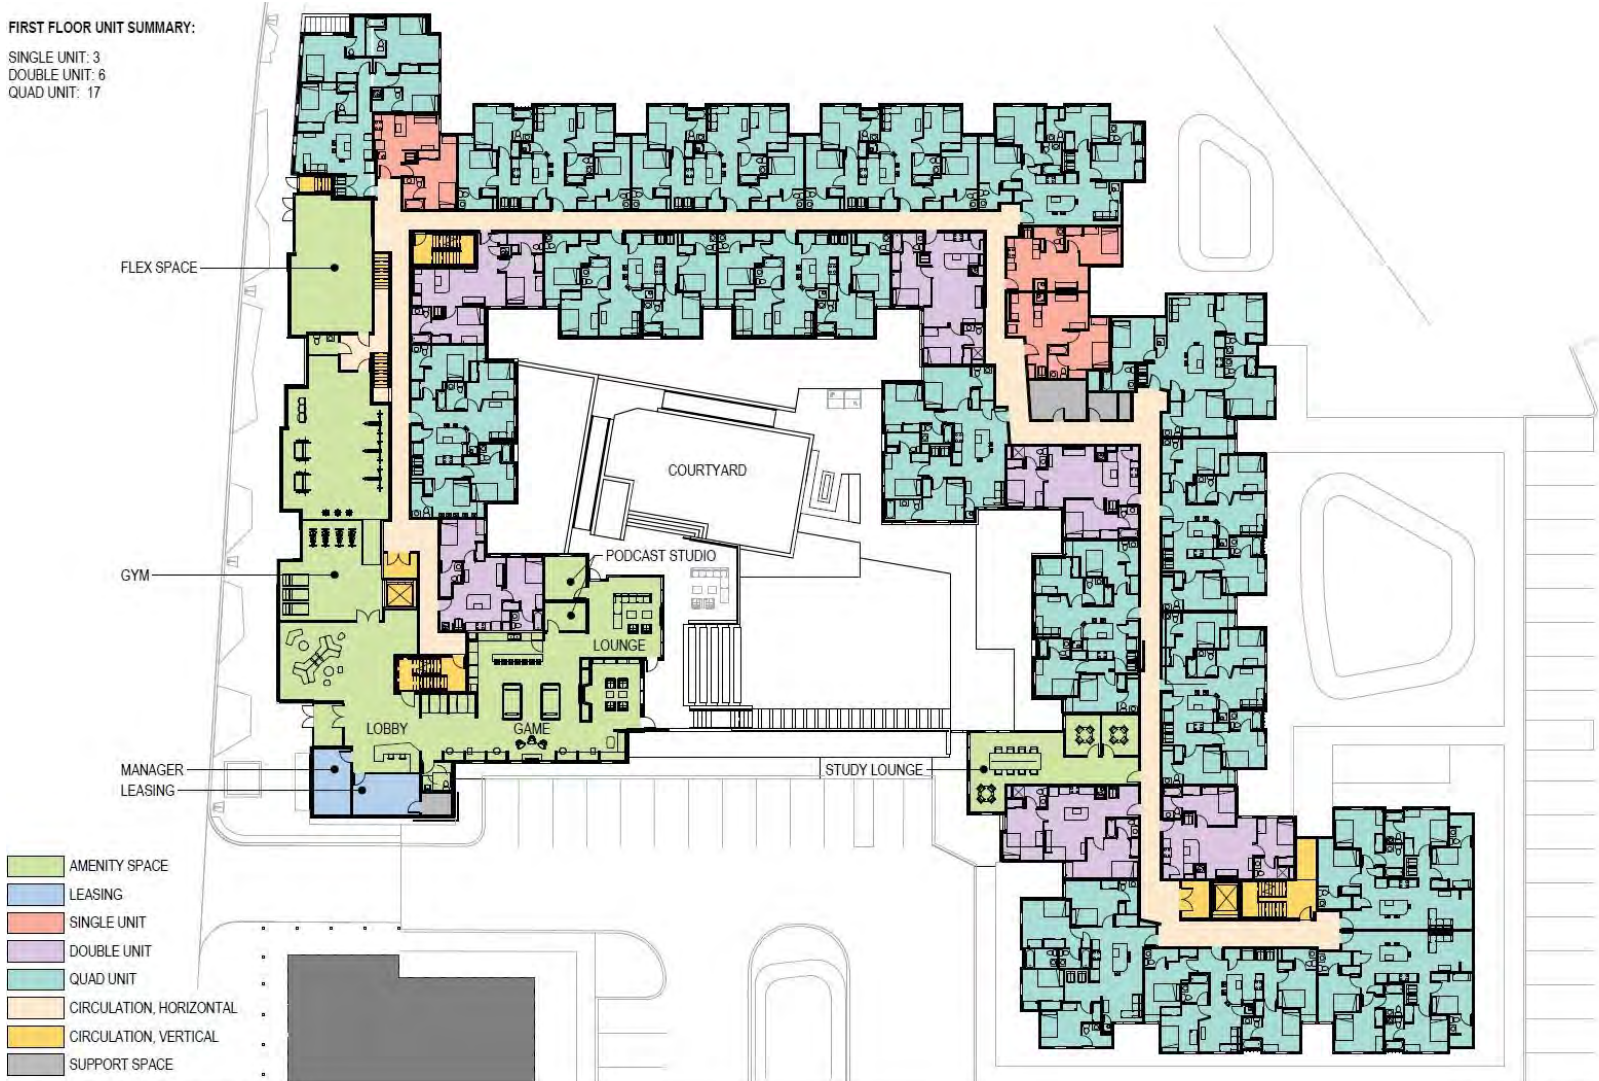 FIRST FLOOR UNIT SUMMARY:
SINGLE UNIT: 3
DOUBLE UNIT: 6
QUAD UNIT: 17
FLEX SPACE
COURTYARD
PODCAST STUDIO
GYM
LOUNGE
LOBBY
GAME
MANAGER
STUDY LOUNGE
LEASING
AMENITY SPACE
LEASING
SINGLE UNIT
DOUBLE UNIT
QUAD UNIT
CIRCULATION, HORIZONTAL
CIRCULATION, VERTICAL
SUPPORT SPACE